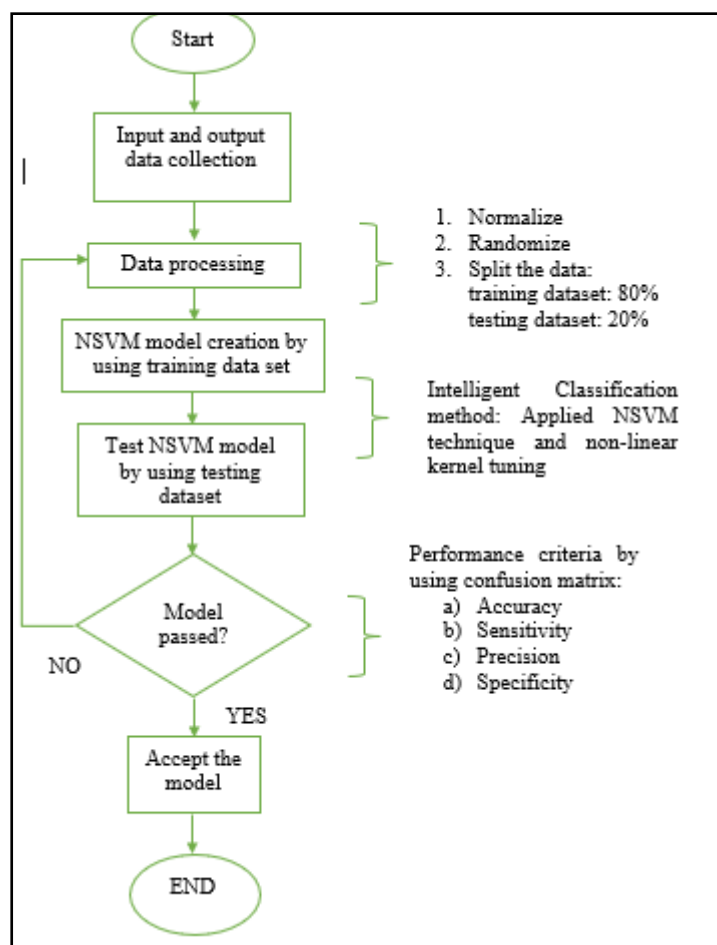 Start
Input and output
data collection
1. Normalize
2. Randomize
3. Split the data:
training dataset: 80%
testing dataset: 20%
Data processing
NSVM model creation by
using training data set
Intelligent Classification
method: Applied NSVM
technique and non-linear
kernel tuning
Test NSVM model
by using testing
dataset
Performance criteria by
using confusion matrix:
a) Accuracy
b) Sensitivity
c) Precision
d) Specificity
Model
passed?
NO
YES
Accept the
model
END